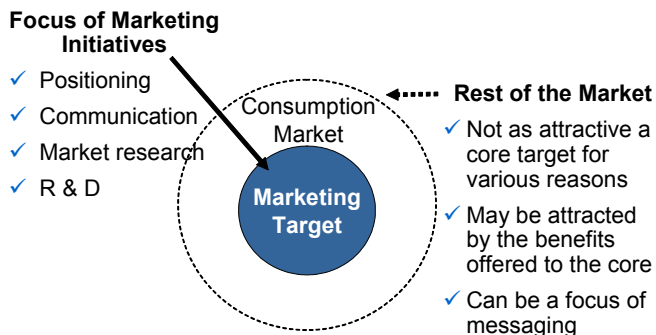 Focus of Marketing
Initiatives
✓ Positioning
✓ Communication
✓ Market research
✓ R & D
Consumption
Market
Marketing
Target
Rest of the Market
✓ Not as attractive a
core target for
various reasons
✓ May be attracted
by the benefits
offered to the core
✓ Can be a focus of
messaging